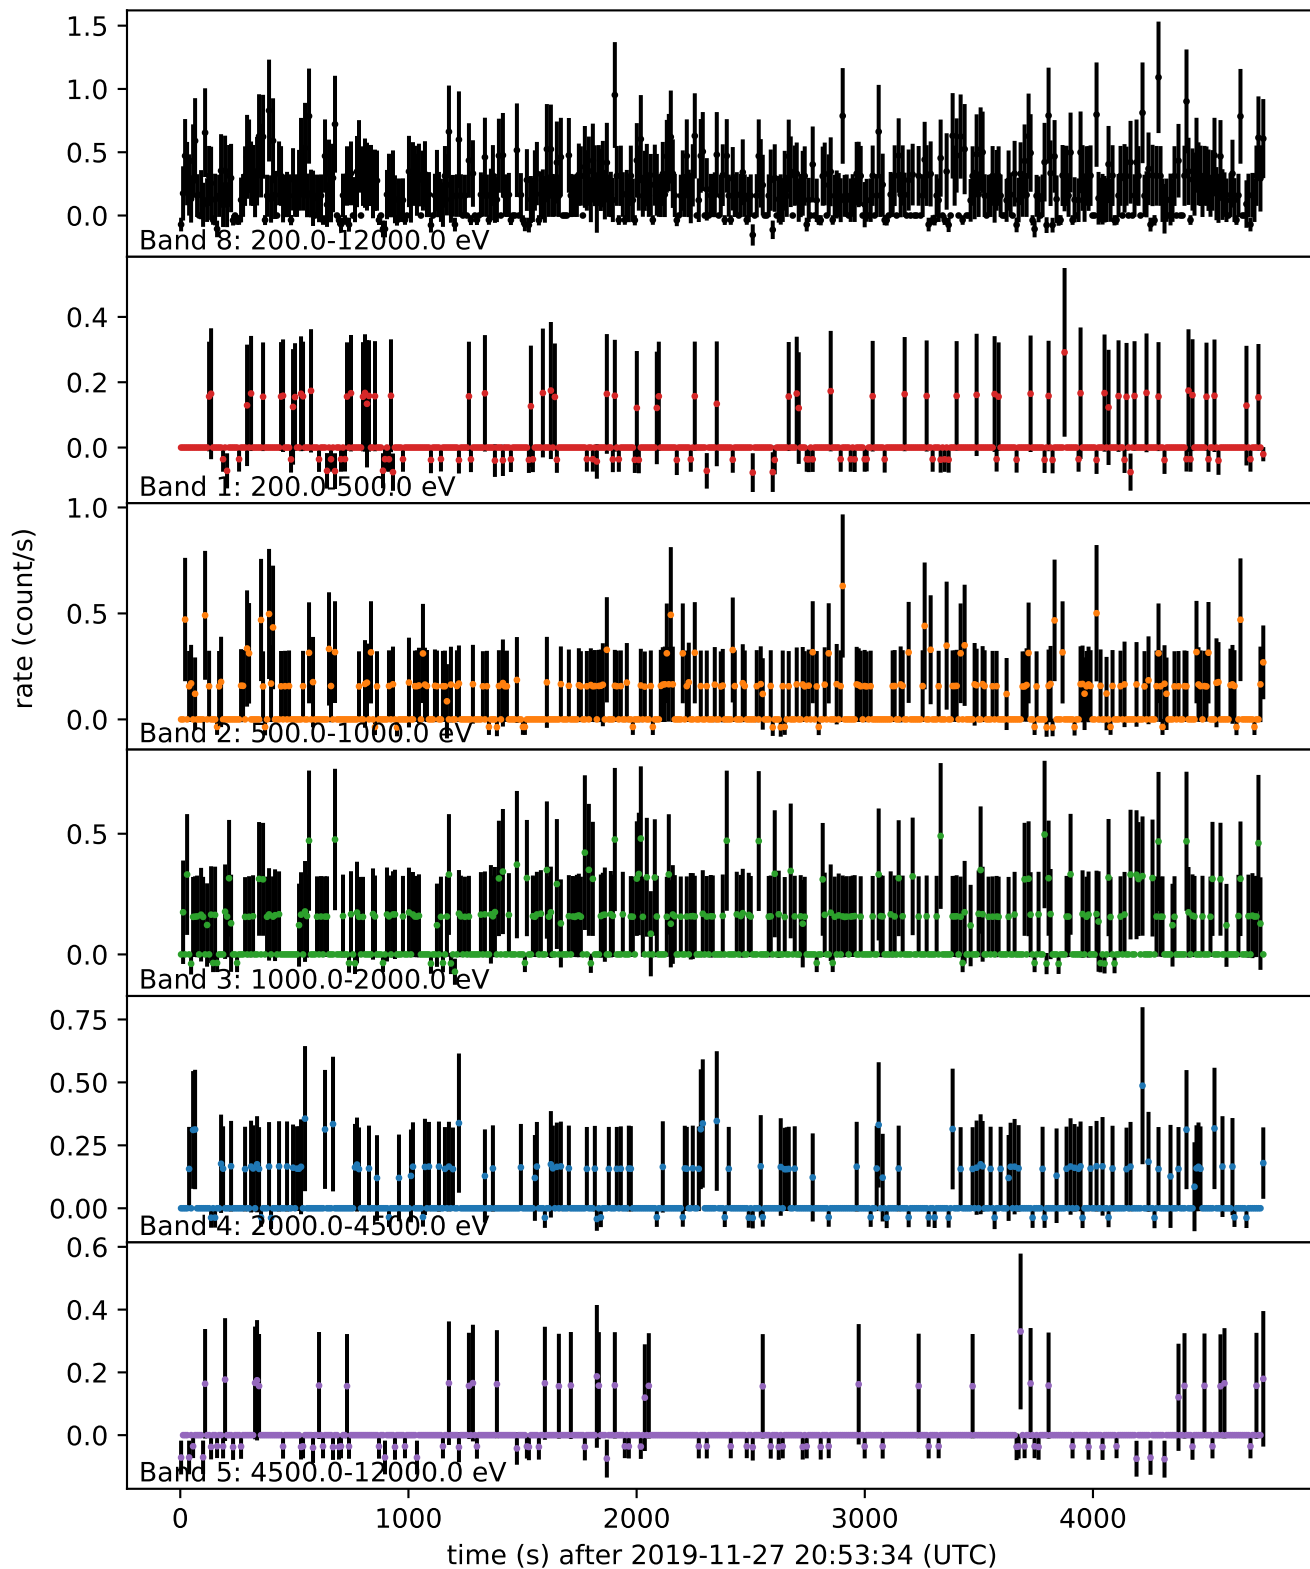 1.5
1.0
0.5
0.0
Band 8: 200.0-12000.0 eV
0.4
0.2
0.0
Band 1: 200.0-500.0 eV
1.0
0.5
0.0
Band 2: 500.0-1000.0 eV
rate (count/s)
0.5
0.0
Band 3: 1000.0-2000.0 eV
0.75
0.50
0.25
0.00
Band 4: 2000.0-4500.0 eV
0.6
0.4
0.2
0.0
Band 5: 4500.0-12000.0 eV
0 1000 2000 3000 4000
time (s) after 2019-11-27 20:53:34 (UTC)